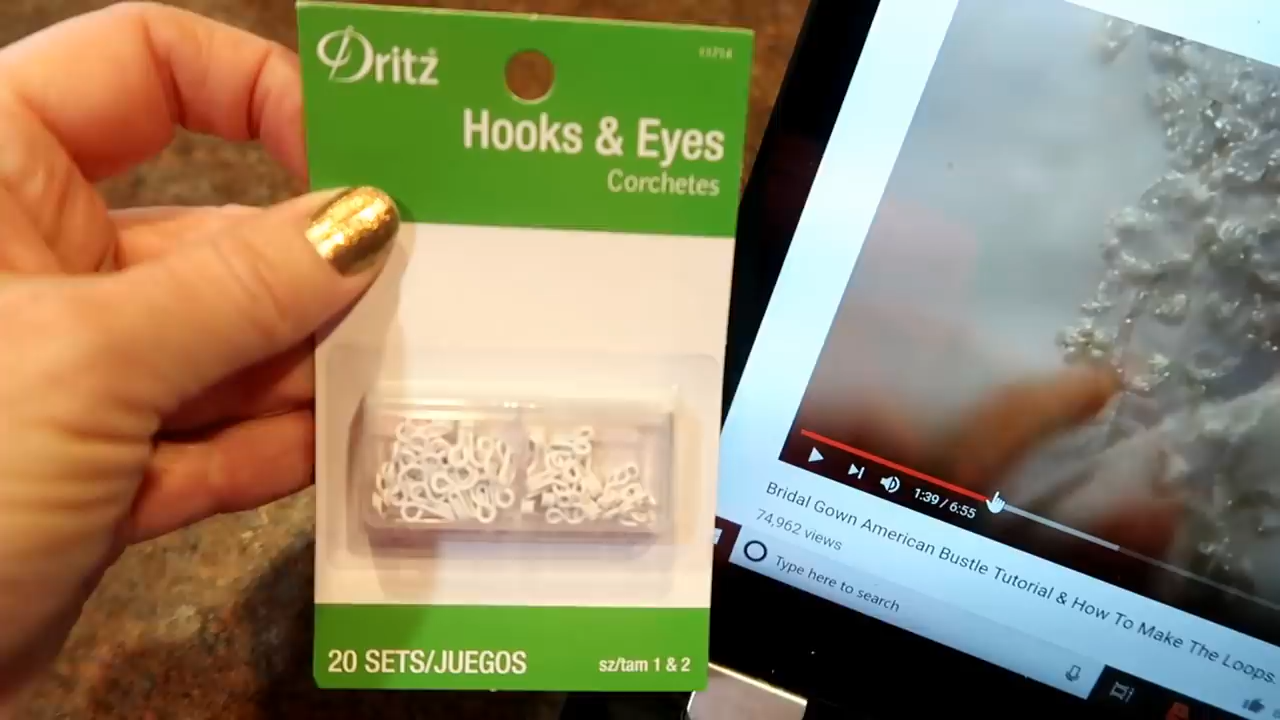 Dritz
Hooks & Eyes
Corchetes
20 SETS/JUEGOS
sz/tam 1 & 2
1:39 / 6:55
Bridal Gown American Bustle Tutorial & How To Make The Loops.
74,962 views
Type here to search